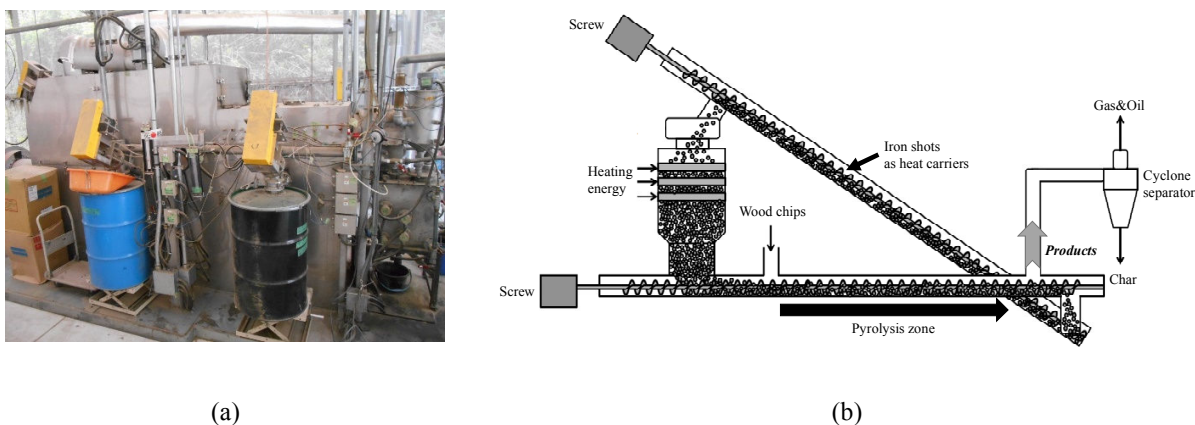 Screw
Gas&Oil
Iron shots
as heat carriers
Heating
energy
Cyclone
separator
Wood chips
Products
Char
Screw
Pyrolysis zone
(a)
(b)